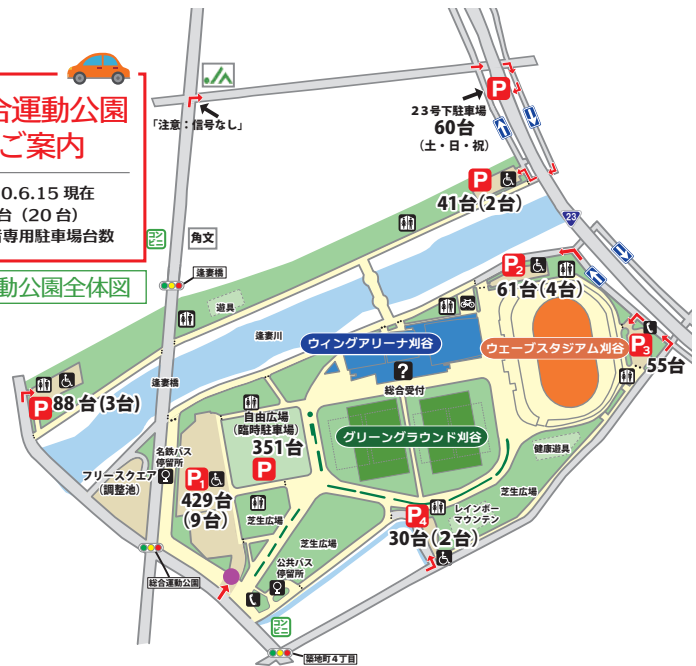 合運動公園
ご案内
0.6.15 現在
台（20 台）
専用駐車場台数
動公園全体図
「注意：信号なし」
P
23号下駐車場
60台
（土・日・祝）
P
41台(2台)
23
コンビニ
角文
逢妻橋
P2
61台(4台)
遊具
逢妻川
ウィングアリーナ刈谷
ウェーブスタジアム刈谷
P3
55台
?
総合受付
逢妻橋
P
88台(3台)
自由広場
（臨時駐車場）
351台
P
グリーングラウンド刈谷
健康遊具
名鉄バス
停留所
フリースクエア
（調整池）
P1
429台
(9台)
芝生広場
芝生広場
レインボー
マウンテン
P4
30台(2台)
芝生広場
公共バス
停留所
総合運動公園
コンビニ
築地町4丁目